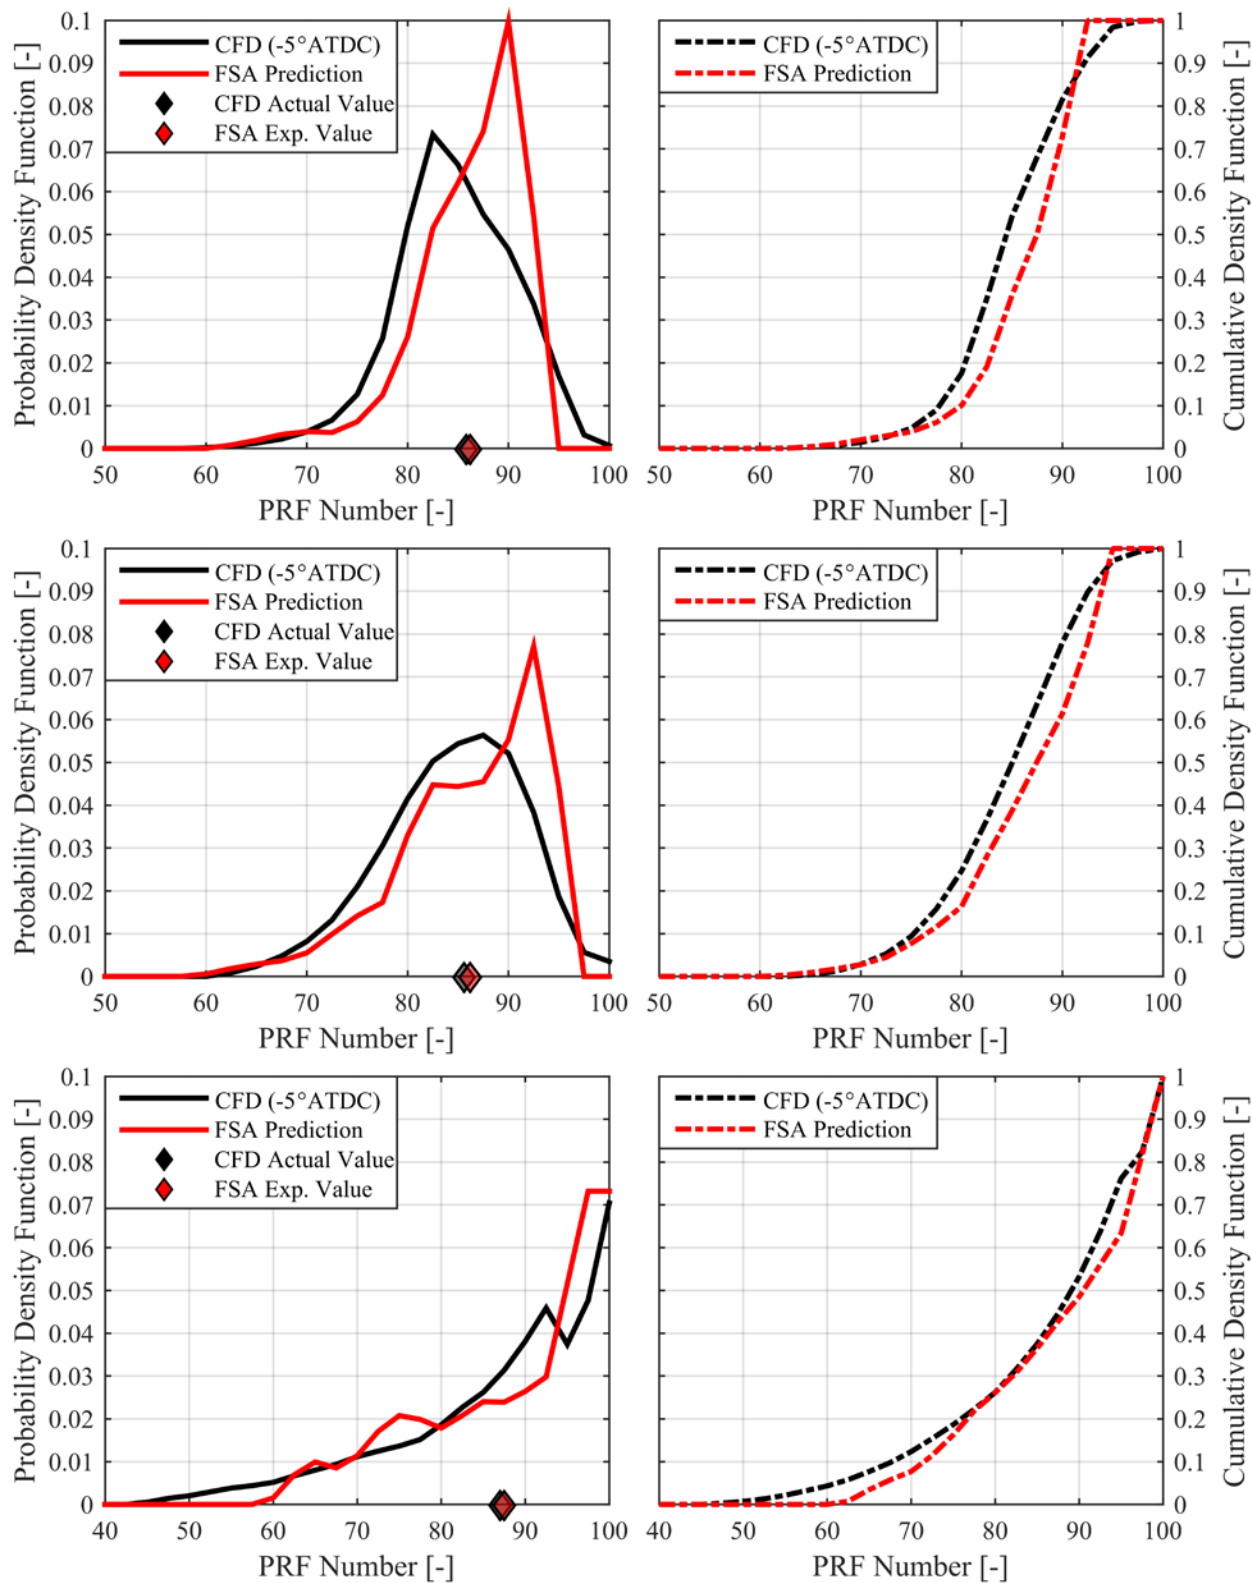 0.1
0.09
0.08
0.07
0.06
0.05
0.04
0.03
0.02
0.01
0
Probability Density Function [-]
CFD (-5°ATDC)
FSA Prediction
CFD Actual Value
FSA Exp. Value
50 60 70 80 90 100
PRF Number [-]
CFD (-5°ATDC)
FSA Prediction
1
0.9
0.8
0.7
0.6
0.5
0.4
0.3
0.2
0.1
0
Cumulative Density Function [-]
50 60 70 80 90 100
PRF Number [-]
0.1
0.09
0.08
0.07
0.06
0.05
0.04
0.03
0.02
0.01
0
Probability Density Function [-]
CFD (-5°ATDC)
FSA Prediction
CFD Actual Value
FSA Exp. Value
50 60 70 80 90 100
PRF Number [-]
CFD (-5°ATDC)
FSA Prediction
1
0.9
0.8
0.7
0.6
0.5
0.4
0.3
0.2
0.1
0
Cumulative Density Function [-]
50 60 70 80 90 100
PRF Number [-]
0.1
0.09
0.08
0.07
0.06
0.05
0.04
0.03
0.02
0.01
0
Probability Density Function [-]
CFD (-5°ATDC)
FSA Prediction
CFD Actual Value
FSA Exp. Value
40 50 60 70 80 90 100
PRF Number [-]
CFD (-5°ATDC)
FSA Prediction
1
0.9
0.8
0.7
0.6
0.5
0.4
0.3
0.2
0.1
0
Cumulative Density Function [-]
40 50 60 70 80 90 100
PRF Number [-]